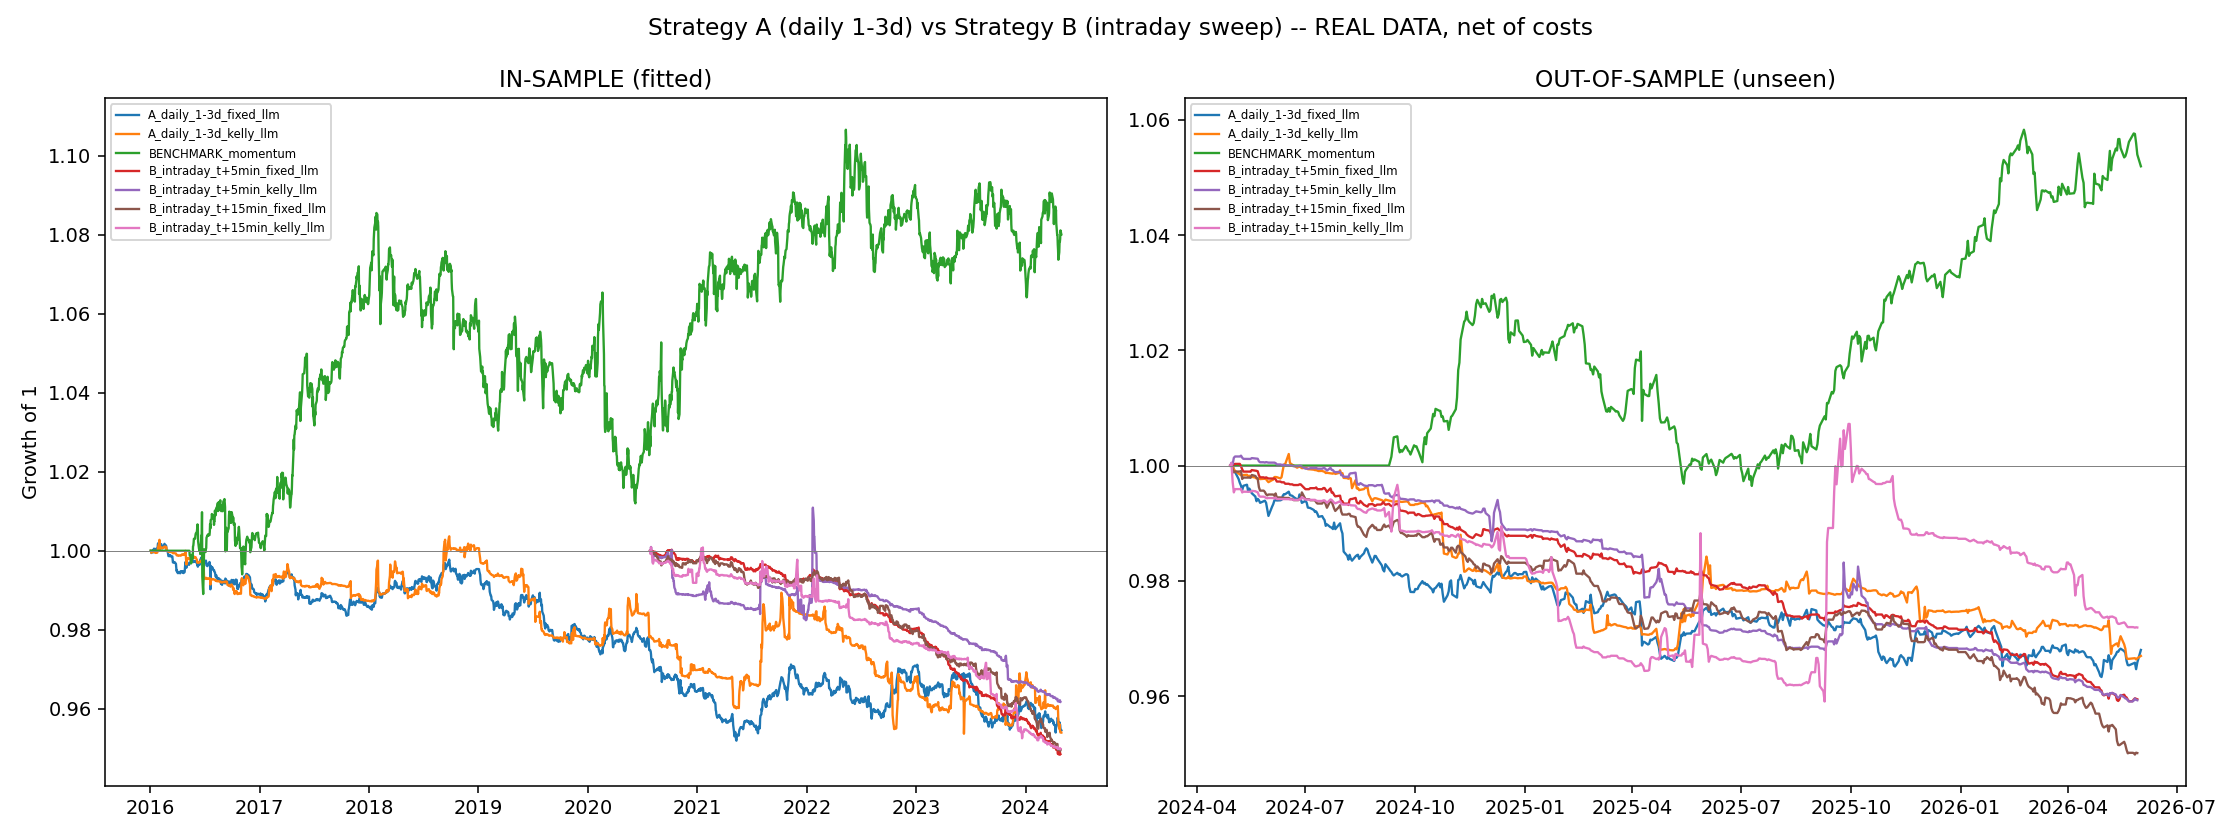 Strategy A (daily 1-3d) vs Strategy B (intraday sweep) -- REAL DATA, net of costs
IN-SAMPLE (fitted)
A_daily_1-3d_fixed_llm
A_daily_1-3d_kelly_llm
BENCHMARK_momentum
B_intraday_t+5min_fixed_llm
B_intraday_t+5min_kelly_llm
B_intraday_t+15min_fixed_llm
B_intraday_t+15min_kelly_llm
Growth of 1
1.10
1.08
1.06
1.04
1.02
1.00
0.98
0.96
2016 2017 2018 2019 2020 2021 2022 2023 2024
OUT-OF-SAMPLE (unseen)
A_daily_1-3d_fixed_llm
A_daily_1-3d_kelly_llm
BENCHMARK_momentum
B_intraday_t+5min_fixed_llm
B_intraday_t+5min_kelly_llm
B_intraday_t+15min_fixed_llm
B_intraday_t+15min_kelly_llm
1.06
1.04
1.02
1.00
0.98
0.96
2024-04 2024-07 2024-10 2025-01 2025-04 2025-07 2025-10 2026-01 2026-04 2026-07